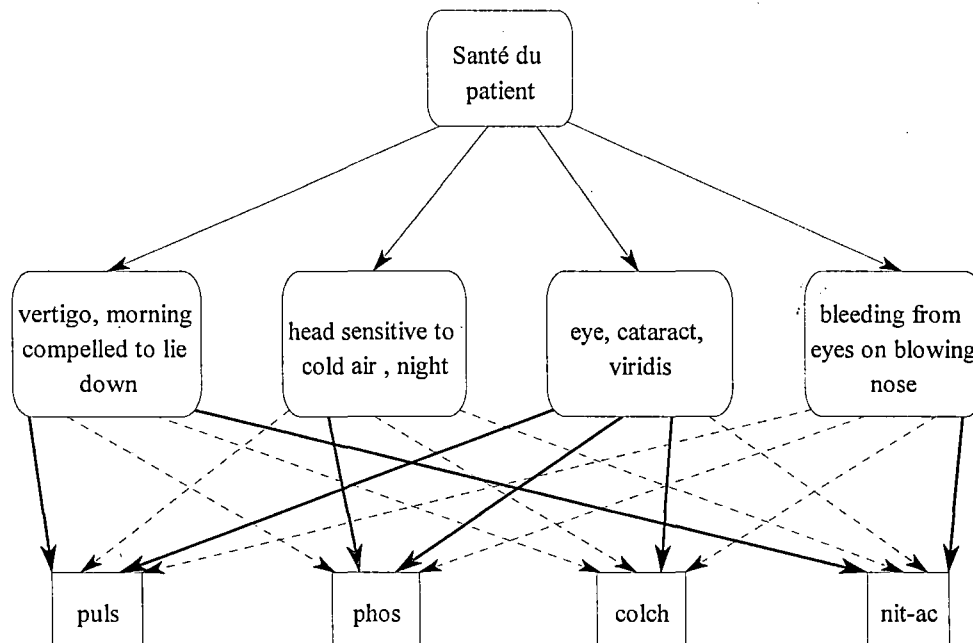 Santé du
patient
vertigo, morning
compelled to lie
down
head sensitive to
cold air , night
eye, cataract,
viridis
bleeding from
eyes on blowing
nose
puls
phos
colch
nit-ac